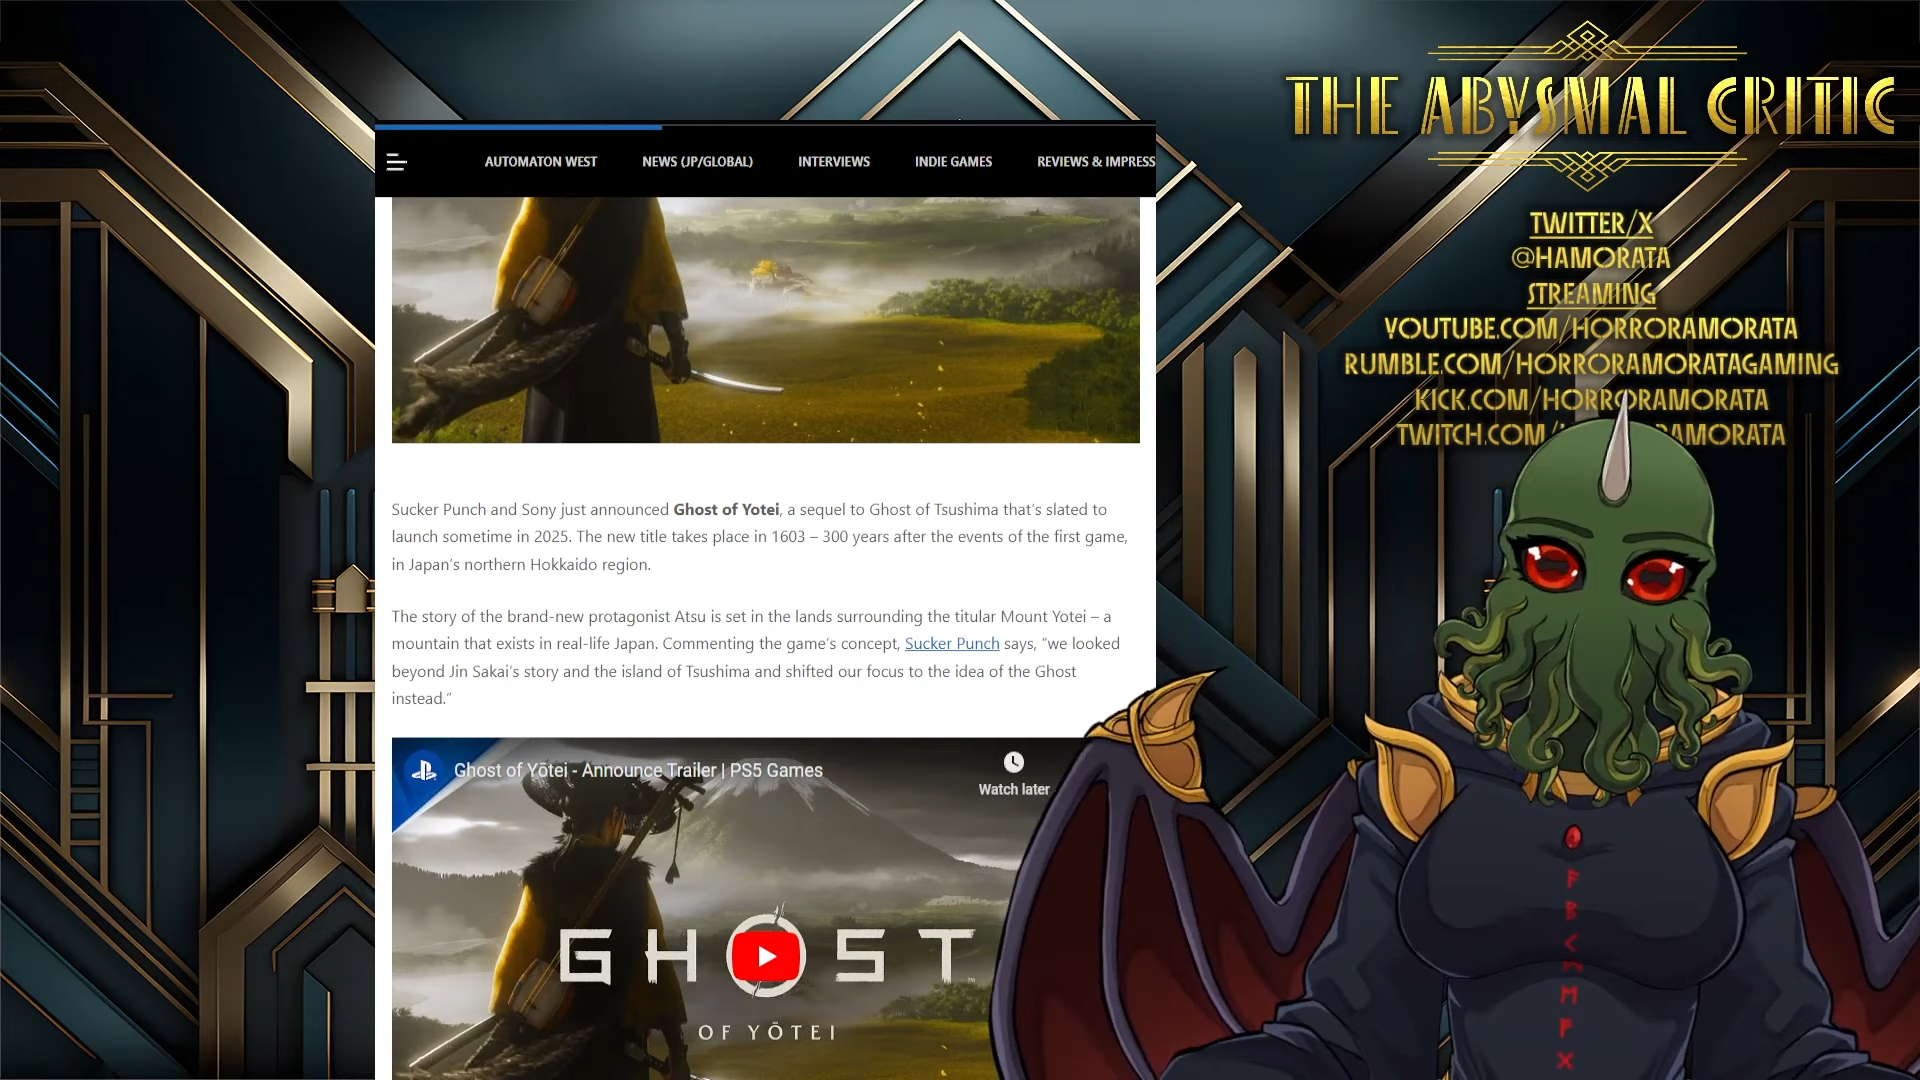 THE ABYSMAL CRITIC
TWITTER/X
@HAMORATA
STREAMING
YOUTUBE.COM/HORRORAMORATA
RUMBLE.COM/HORRORAMORATAGAMING
KICK.COM/HORRORAMORATA
TWITCH.COM/
AMORATA
AUTOMATON WEST NEWS (JP/GLOBAL) INTERVIEWS INDIE GAMES REVIEWS & IMPRESS
Sucker Punch and Sony just announced Ghost of Yotei, a sequel to Ghost of Tsushima that's slated to
launch sometime in 2025. The new title takes place in 1603 – 300 years after the events of the first game,
in Japan's northern Hokkaido region.
The story of the brand-new protagonist Atsu is set in the lands surrounding the titular Mount Yotei – a
mountain that exists in real-life Japan. Commenting the game's concept, Sucker Punch says, “we looked
beyond Jin Sakai's story and the island of Tsushima and shifted our focus to the idea of the Ghost
instead.”
Ghost of Yōtei - Announce Trailer | PS5 Games
Watch later
GHOST
OF YŌTEI